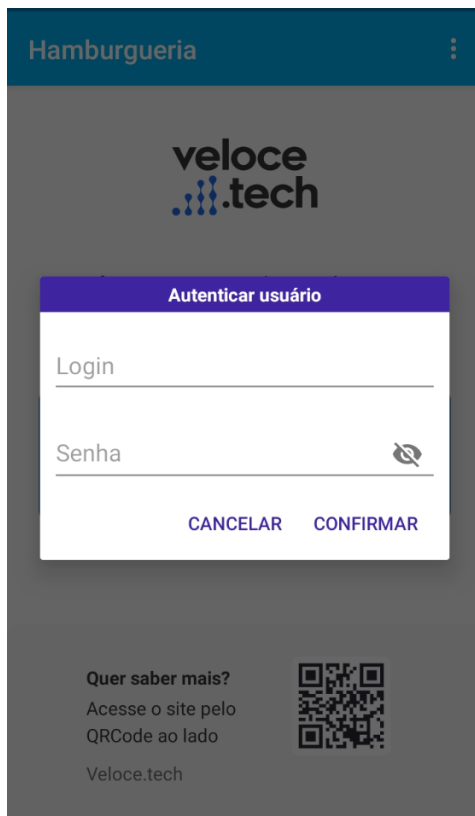 Hamburgueria
veloce
.tech
Autenticar usuário
Login
Senha
CANCELAR CONFIRMAR
Quer saber mais?
Acesse o site pelo
QRCode ao lado
Veloce.tech